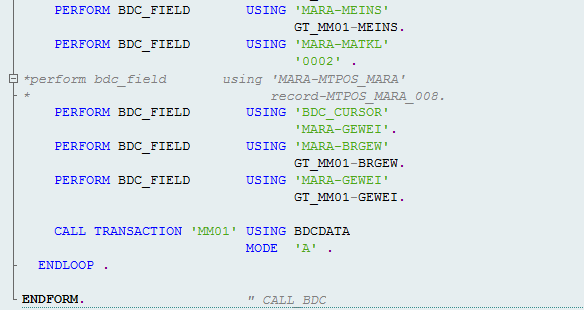 PERFORM BDC_FIELD USING 'MARA-MEINS'
GT_MM01-MEINS.
PERFORM BDC_FIELD USING 'MARA-MATKL'
'0002' .
*perform bdc_field using 'MARA-MTPOS_MARA'
* record-MTPOS_MARA_008.
PERFORM BDC_FIELD USING 'BDC_CURSOR'
'MARA-GEWEI'.
PERFORM BDC_FIELD USING 'MARA-BRGEW'
GT_MM01-BRGEW.
PERFORM BDC_FIELD USING 'MARA-GEWEI'
GT_MM01-GEWEI.
CALL TRANSACTION 'MM01' USING BDCDATA
MODE 'A' .
ENDLOOP .
ENDFORM. " CALL_BDC